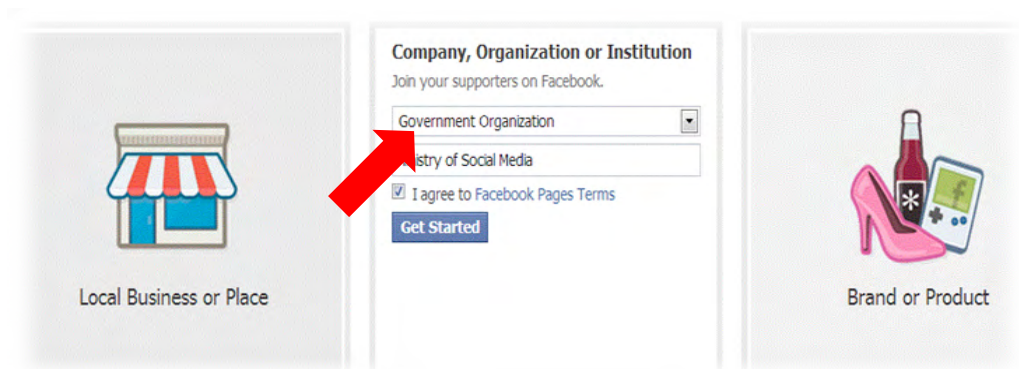 Company, Organization or Institution
Join your supporters on Facebook.
Government Organization
istry of Social Media
I agree to Facebook Pages Terms
Get Started
Local Business or Place
Brand or Product